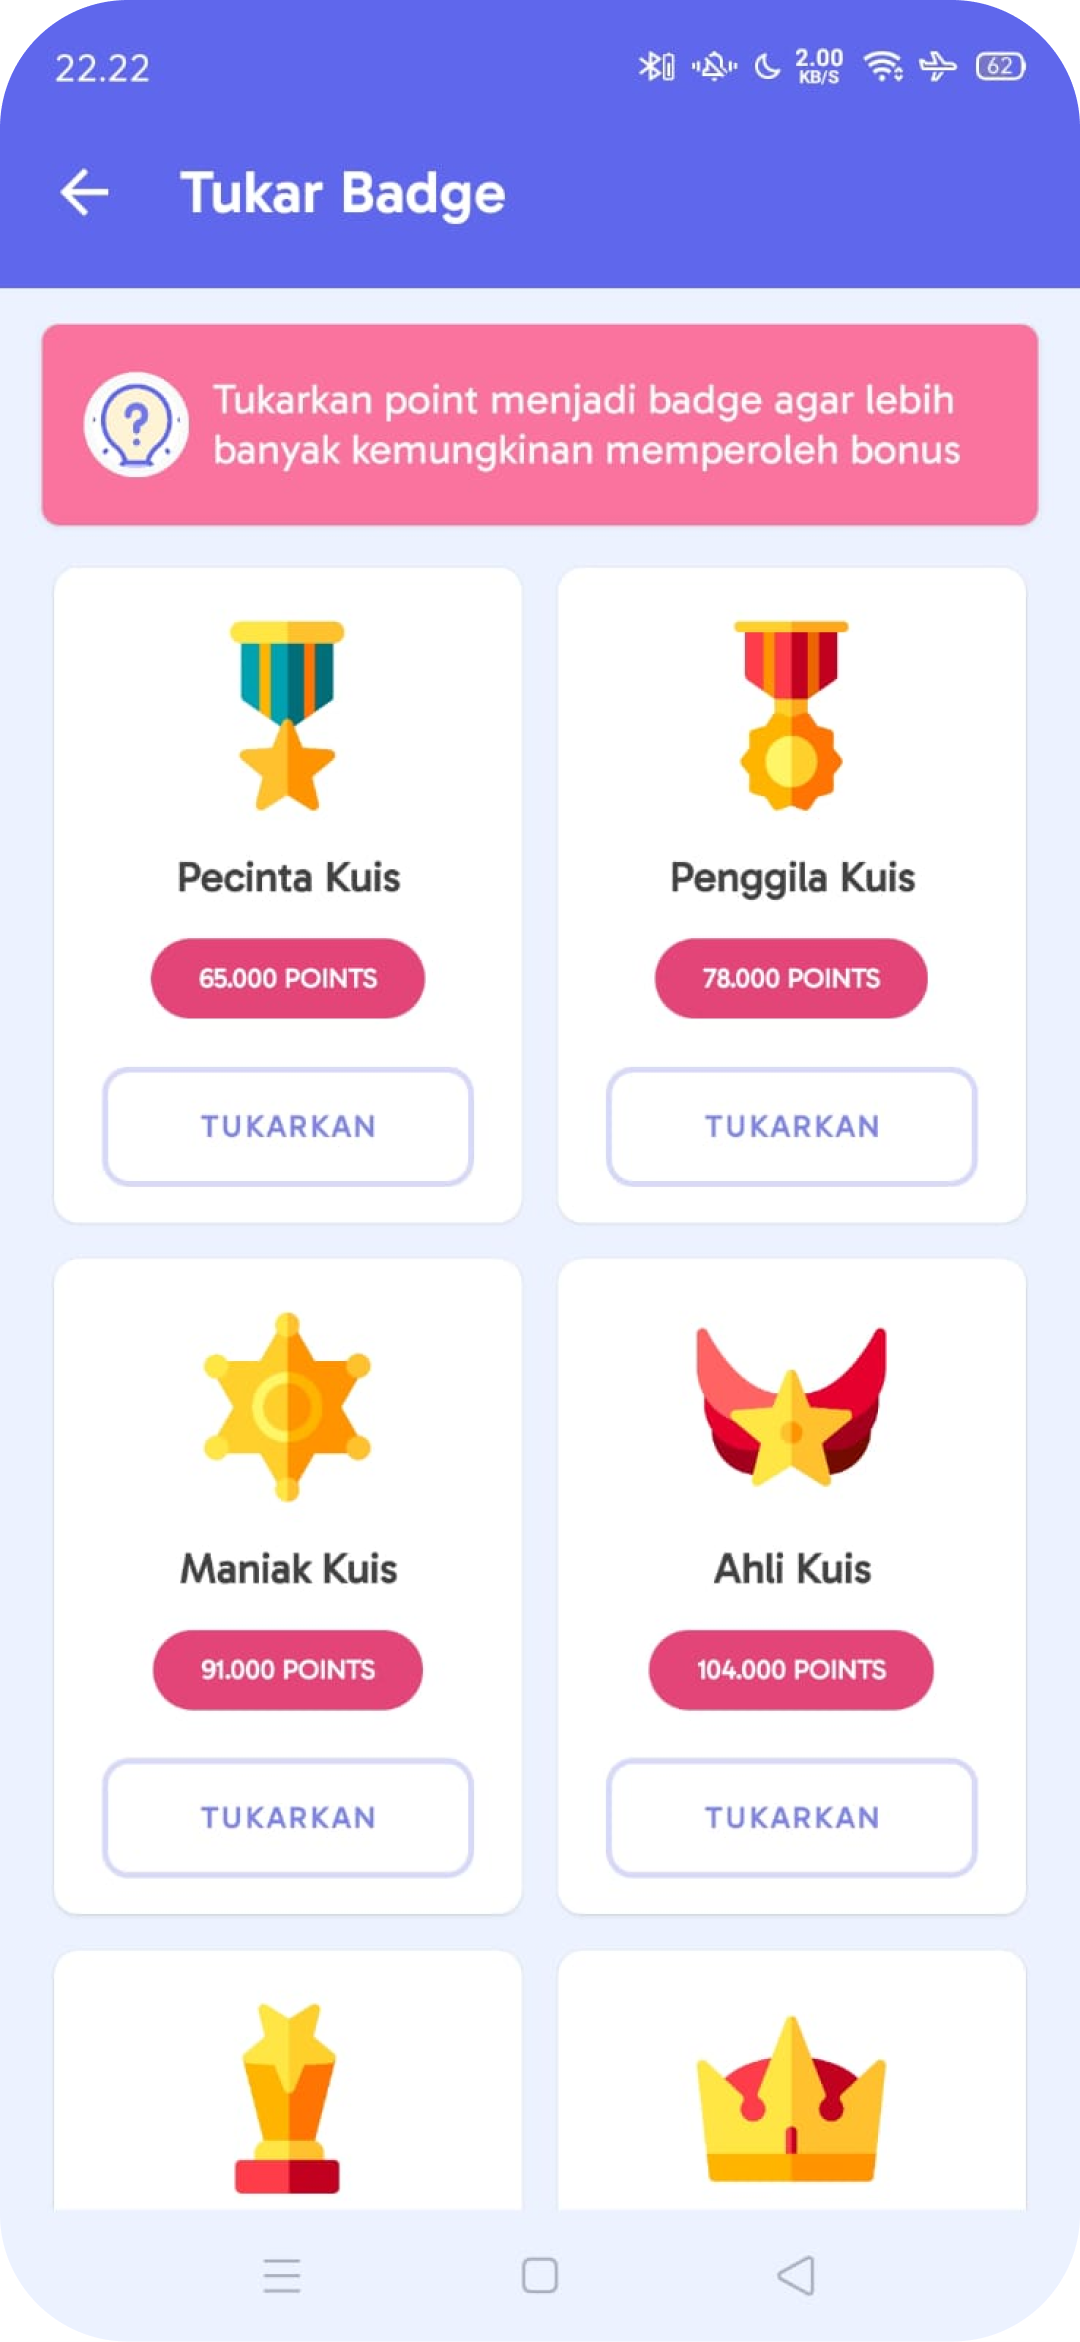 22.22
2.00
KB/S
62
Tukar Badge
Tukarkan point menjadi badge agar lebih
banyak kemungkinan memperoleh bonus
Pecinta Kuis
65.000 POINTS
TUKARKAN
Penggila Kuis
78.000 POINTS
TUKARKAN
Maniak Kuis
91.000 POINTS
TUKARKAN
Ahli Kuis
104.000 POINTS
TUKARKAN